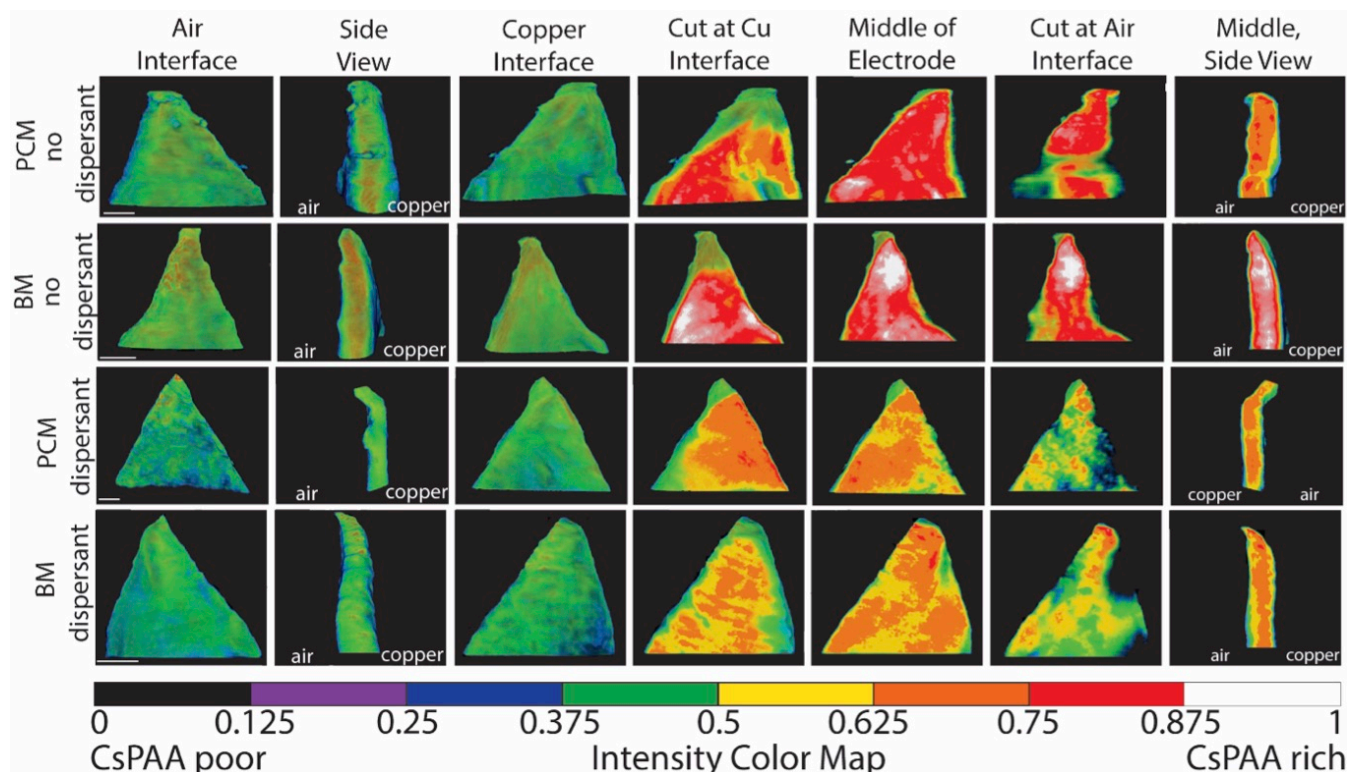 Air Interface
Side View
Copper Interface
Cut at Cu Interface
Middle of Electrode
Cut at Air Interface
Middle, Side View
PCM no dispersant
air copper
air copper
BM no dispersant
air copper
air copper
PCM dispersant
air copper
copper air
BM dispersant
air copper
air copper
0 0.125 0.25 0.375 0.5 0.625 0.75 0.875 1
CsPAA poor Intensity Color Map CsPAA rich